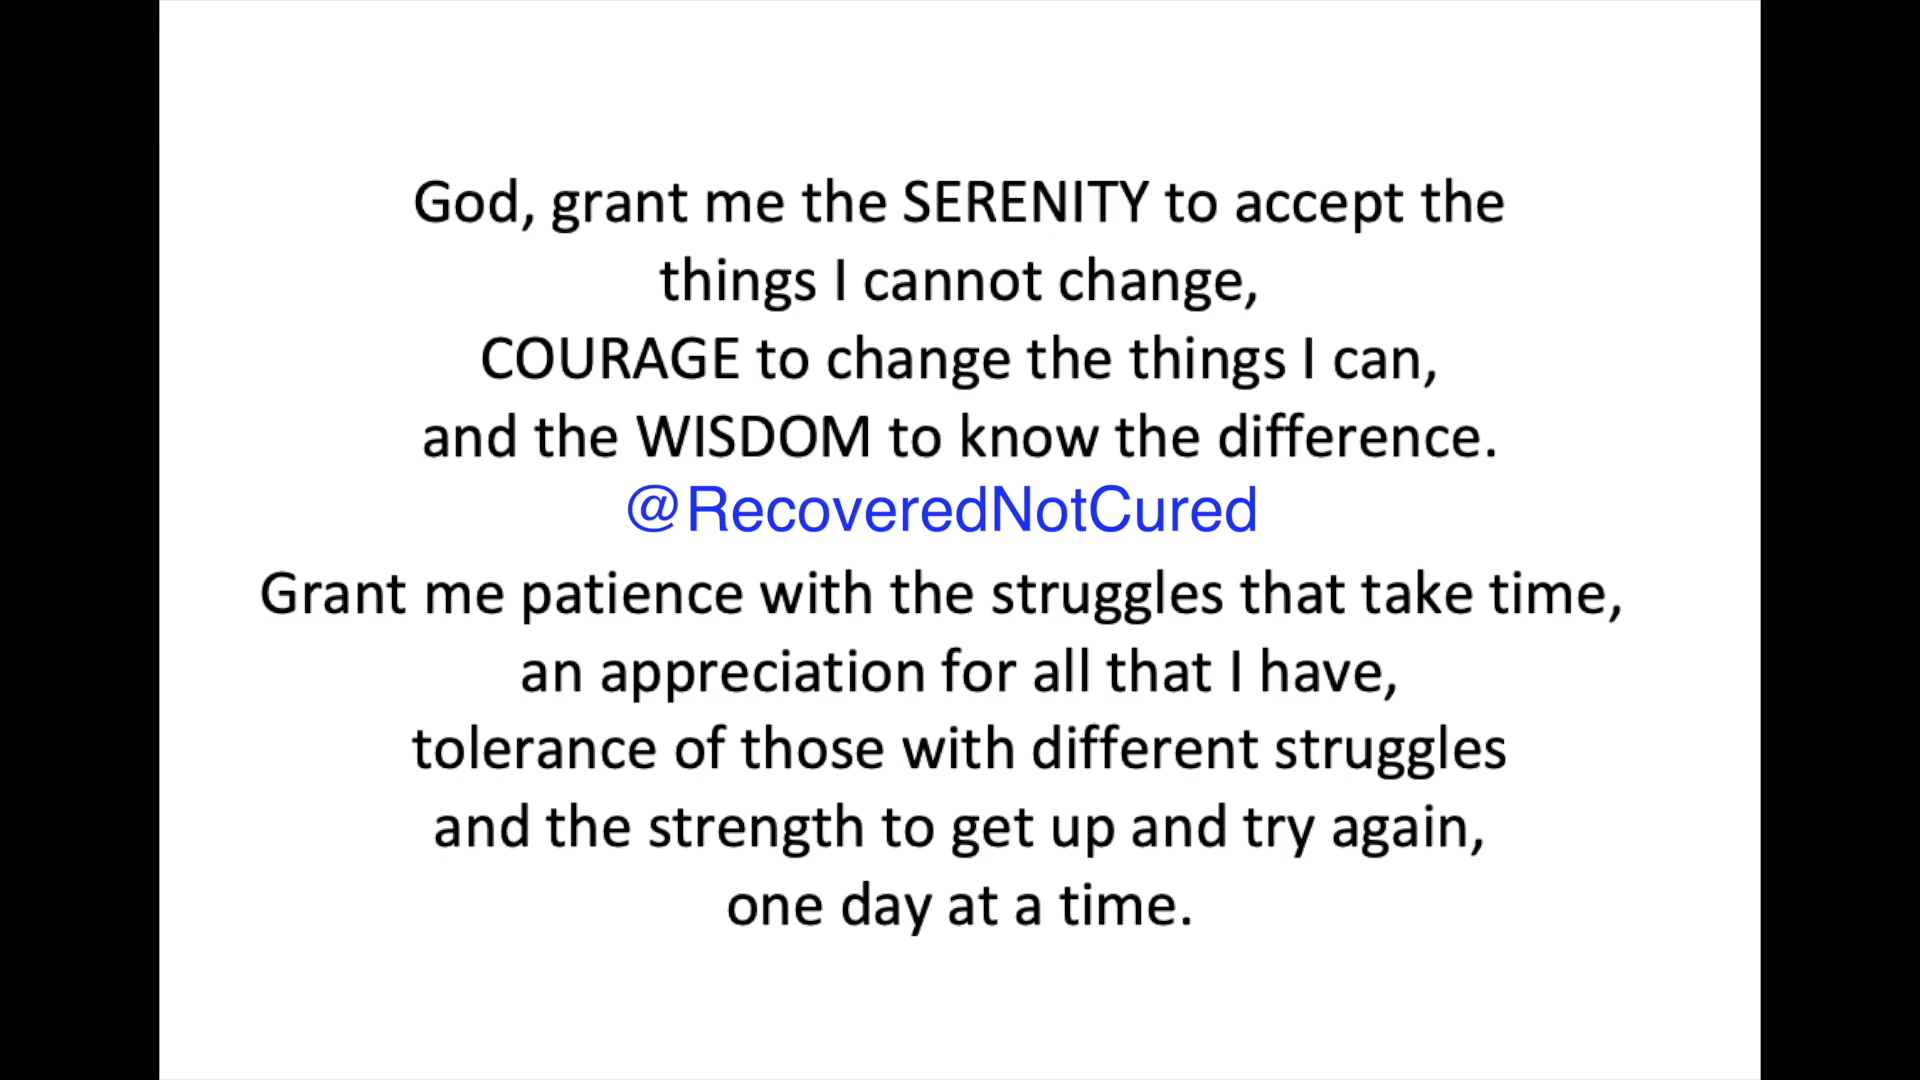 God, grant me the SERENITY to accept the
things I cannot change,
COURAGE to change the things I can,
and the WISDOM to know the difference.
@RecoveredNotCured
Grant me patience with the struggles that take time,
an appreciation for all that I have,
tolerance of those with different struggles
and the strength to get up and try again,
one day at a time.